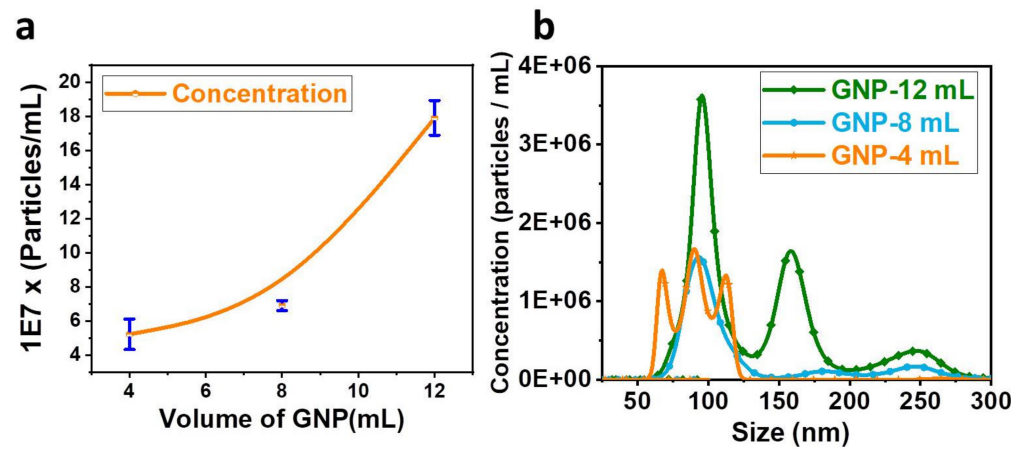 a
1E7 x (Particles/mL)
20
18
16
14
12
10
8
6
4
Concentration
4
6
8
10
12
Volume of GNP(mL)
b
Concentration (particles / mL)
4E+06
3E+06
2E+06
1E+06
0E+00
GNP-12 mL
GNP-8 mL
GNP-4 mL
50
100
150
200
250
300
Size (nm)